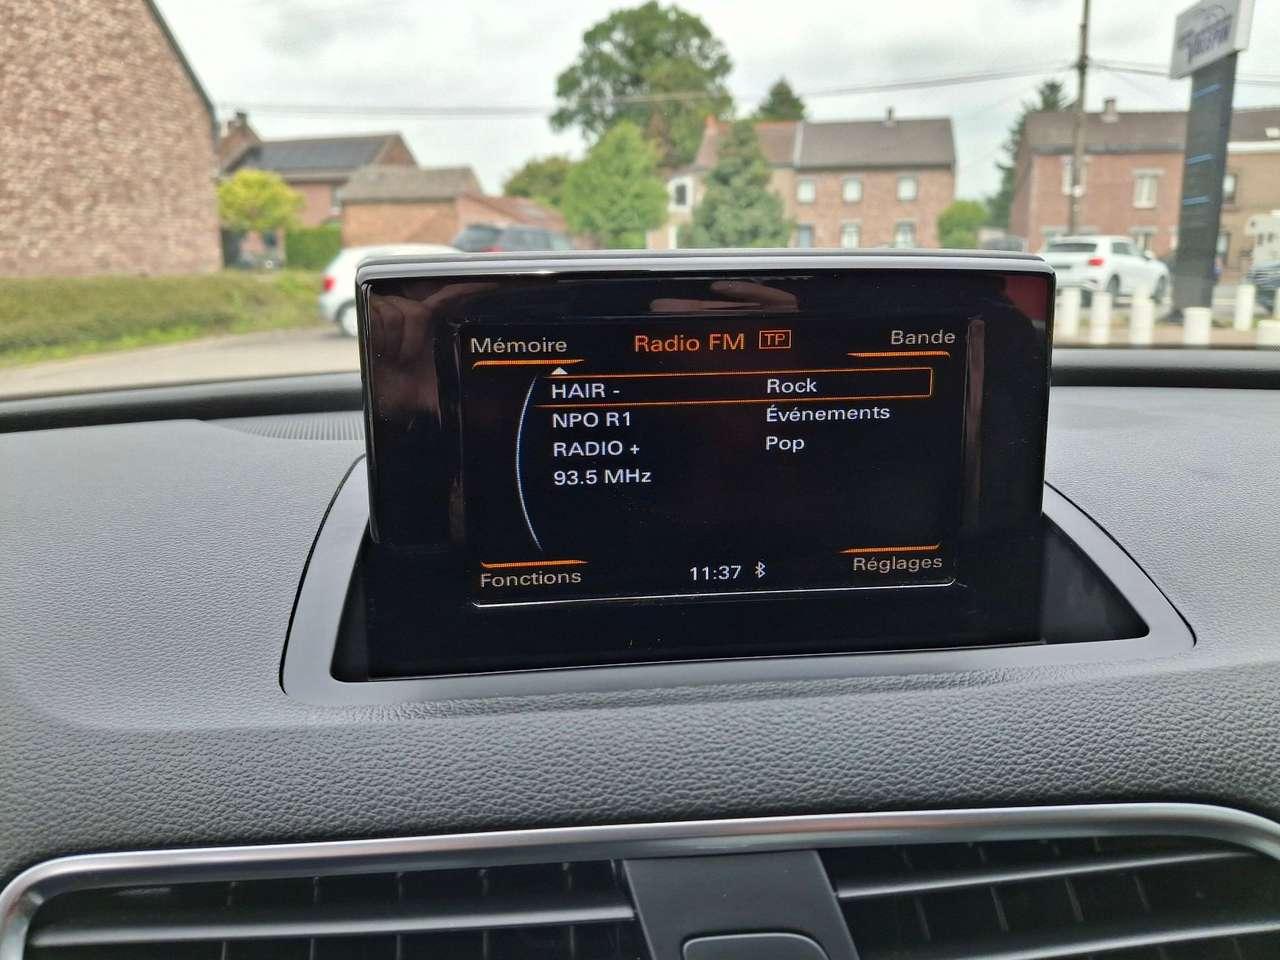 Mémoire Radio FM TP Bande
HAIR - Rock
NPO R1 Événements
RADIO + Pop
93.5 MHz
Fonctions 11:37 Réglages